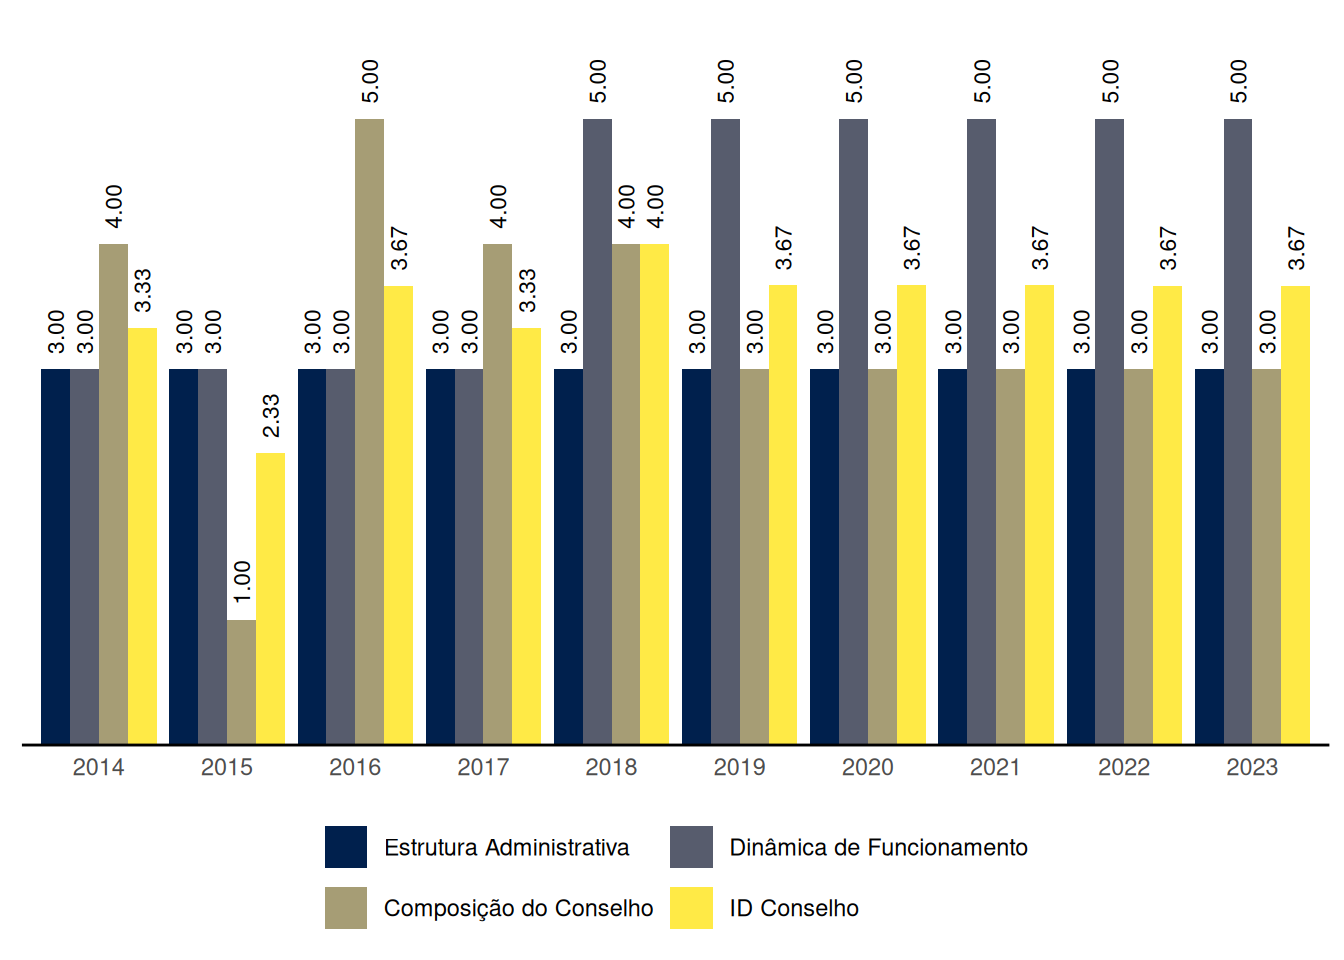 3.00 3.00 4.00 3.33
3.00 3.00 1.00 2.33
3.00 3.00 5.00 3.67
3.00 3.00 4.00 3.33
3.00 5.00 4.00 4.00
3.00 5.00 3.00 3.67
3.00 5.00 3.00 3.67
3.00 5.00 3.00 3.67
3.00 5.00 3.00 3.67
3.00 5.00 3.00 3.67
2014 2015 2016 2017 2018 2019 2020 2021 2022 2023
Estrutura Administrativa Dinâmica de Funcionamento
Composição do Conselho ID Conselho